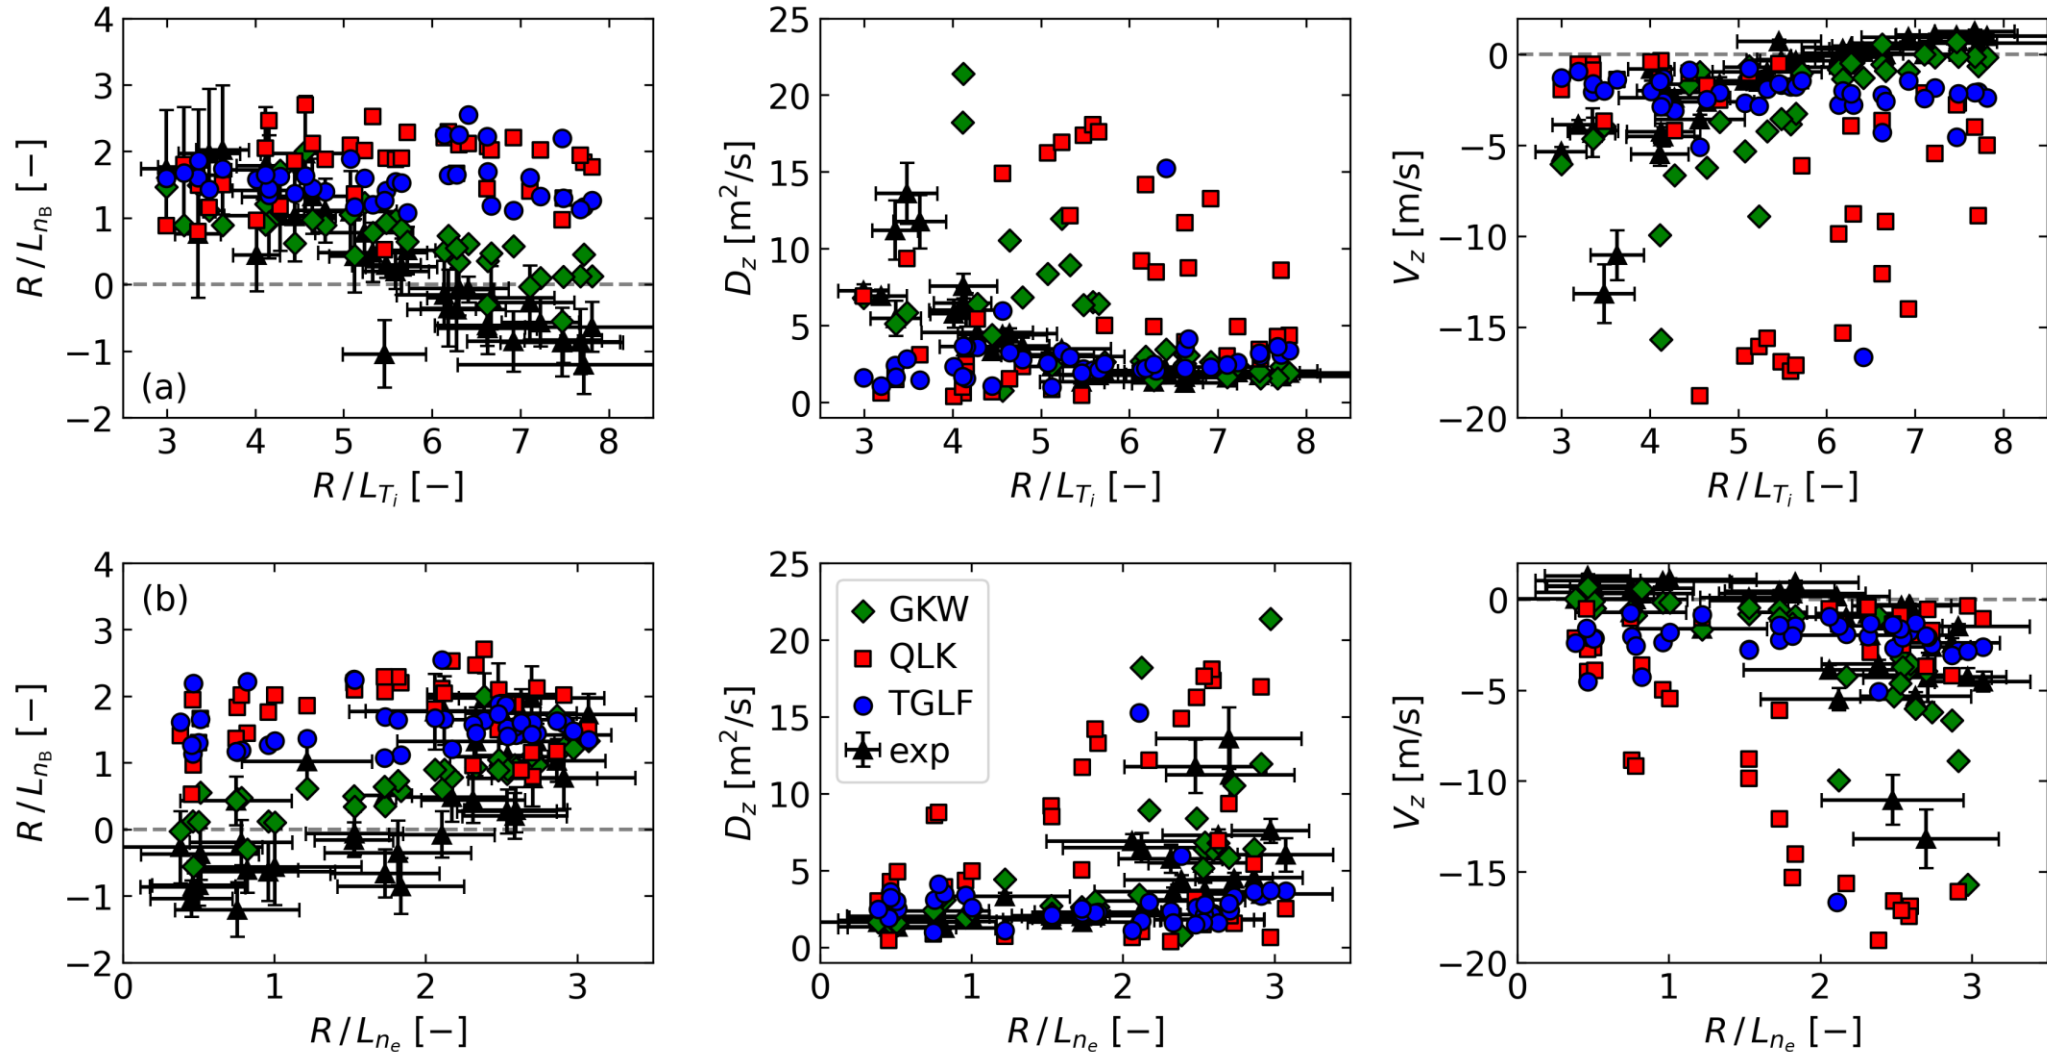 4
3
2
1
0
−1
−2
R / L_{n_B} [−]
(a)
3 4 5 6 7 8
R / L_{T_i} [−]
25
20
15
10
5
0
D_z [m²/s]
3 4 5 6 7 8
R / L_{T_i} [−]
0
−5
−10
−15
−20
V_z [m/s]
3 4 5 6 7 8
R / L_{T_i} [−]
4
3
2
1
0
−1
−2
R / L_{n_B} [−]
(b)
0 1 2 3
R / L_{n_e} [−]
25
20
15
10
5
0
D_z [m²/s]
GKW
QLK
TGLF
exp
0 1 2 3
R / L_{n_e} [−]
0
−5
−10
−15
−20
V_z [m/s]
0 1 2 3
R / L_{n_e} [−]